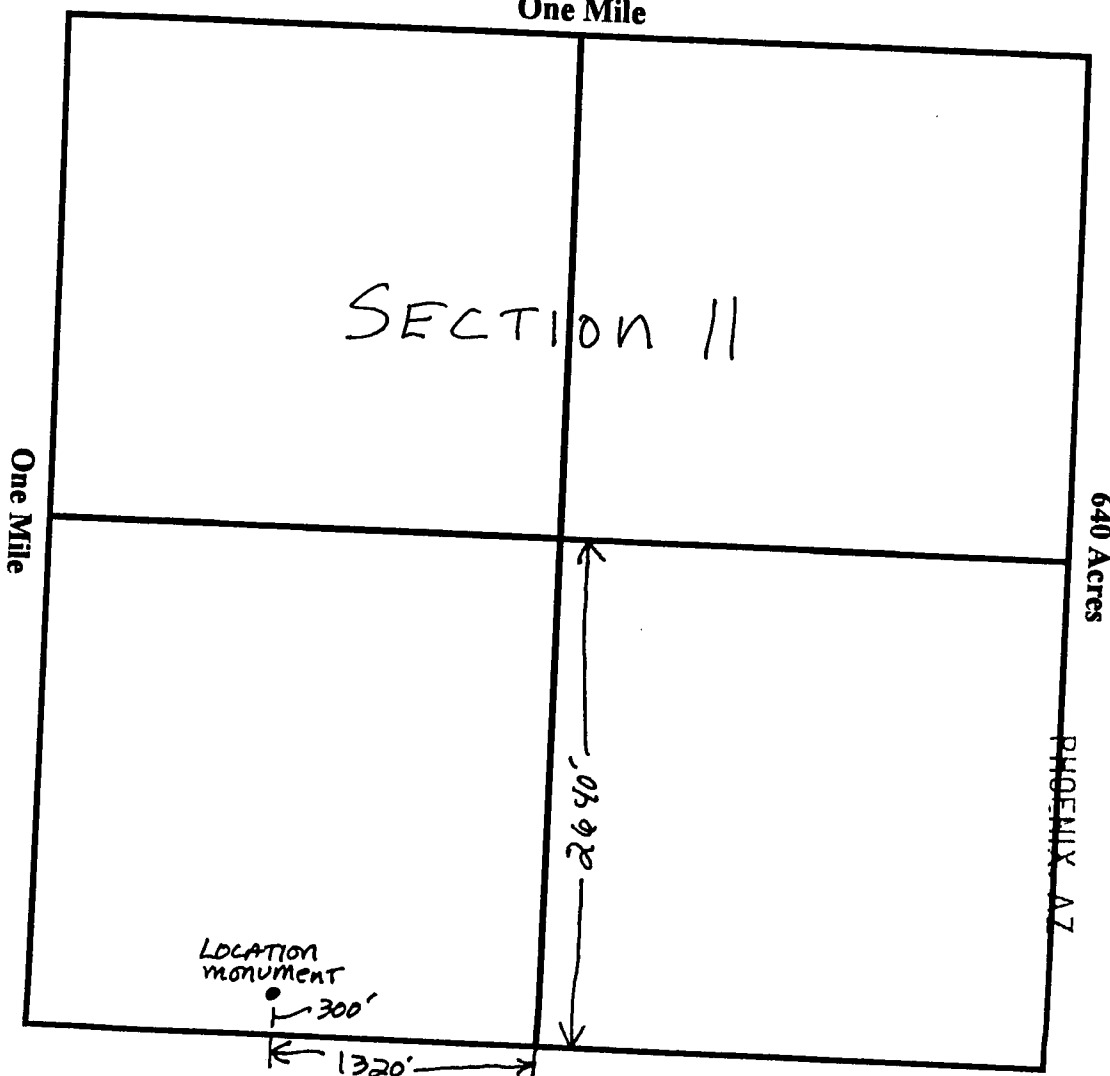 One Mile
SECTION 11
One Mile
640 Acres
PHOENIX AZ
2640'
LOCATION
MONUMENT
300'
1320'